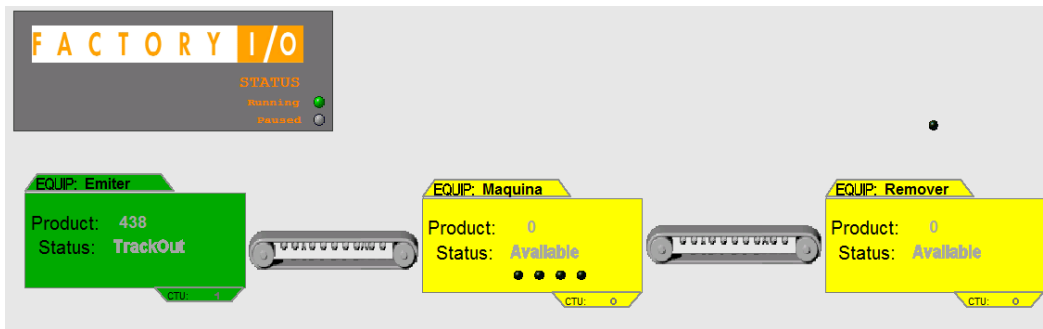 FACTORY I/O
STATUS
Running
Paused
EQUIP: Emiter
Product: 438
Status: TrackOut
CTU: 1
EQUIP: Maquina
Product: 0
Status: Available
CTU: 0
EQUIP: Remover
Product: 0
Status: Available
CTU: 0